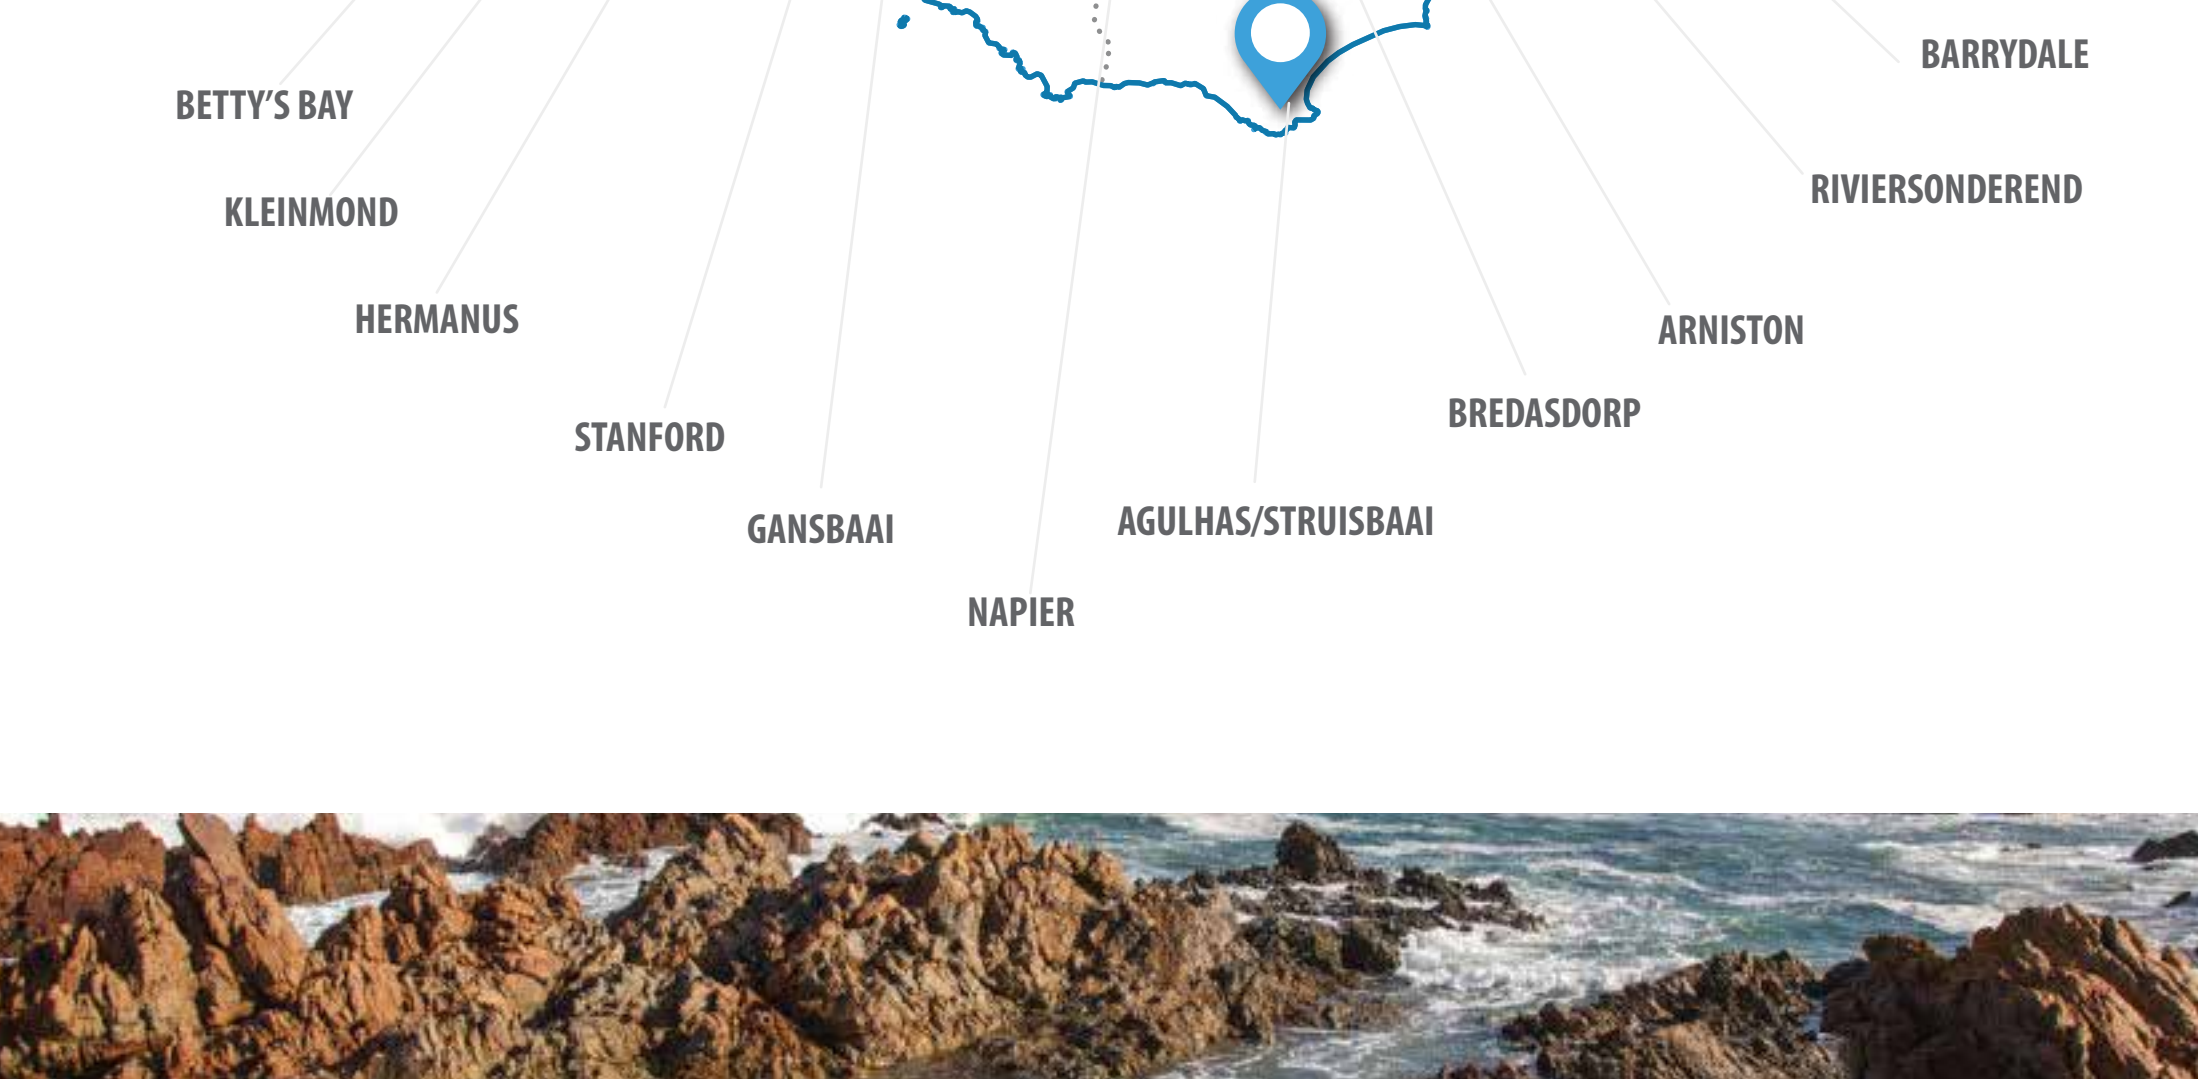 BARRYDALE
BETTY’S BAY
RIVIERSONDEREND
KLEINMOND
HERMANUS
ARNISTON
BREDASDORP
STANFORD
AGULHAS/STRUISBAAI
GANSBAAI
NAPIER